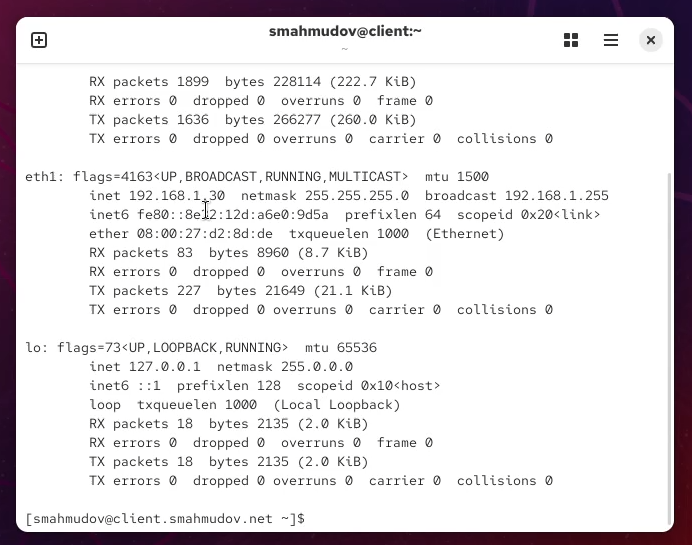 smahmudov@client:~
~
RX packets 1899  bytes 228114 (222.7 KiB)
RX errors 0  dropped 0  overruns 0  frame 0
TX packets 1636  bytes 266277 (260.0 KiB)
TX errors 0  dropped 0 overruns 0  carrier 0  collisions 0
eth1: flags=4163<UP,BROADCAST,RUNNING,MULTICAST>  mtu 1500
inet 192.168.1.30  netmask 255.255.255.0  broadcast 192.168.1.255
inet6  prefixlen 64  scopeid 0x20<link>
ether 08:00:27:d2:8d:de  txqueuelen 1000  (Ethernet)
RX packets 83  bytes 8960 (8.7 KiB)
RX errors 0  dropped 0  overruns 0  frame 0
TX packets 227  bytes 21649 (21.1 KiB)
TX errors 0  dropped 0 overruns 0  carrier 0  collisions 0
lo: flags=73<UP,LOOPBACK,RUNNING>  mtu 65536
inet 127.0.0.1  netmask 255.0.0.0
inet6 ::1  prefixlen 128  scopeid 0x10<host>
loop  txqueuelen 1000  (Local Loopback)
RX packets 18  bytes 2135 (2.0 KiB)
RX errors 0  dropped 0  overruns 0  frame 0
TX packets 18  bytes 2135 (2.0 KiB)
TX errors 0  dropped 0 overruns 0  carrier 0  collisions 0
[smahmudov@client.smahmudov.net ~]$